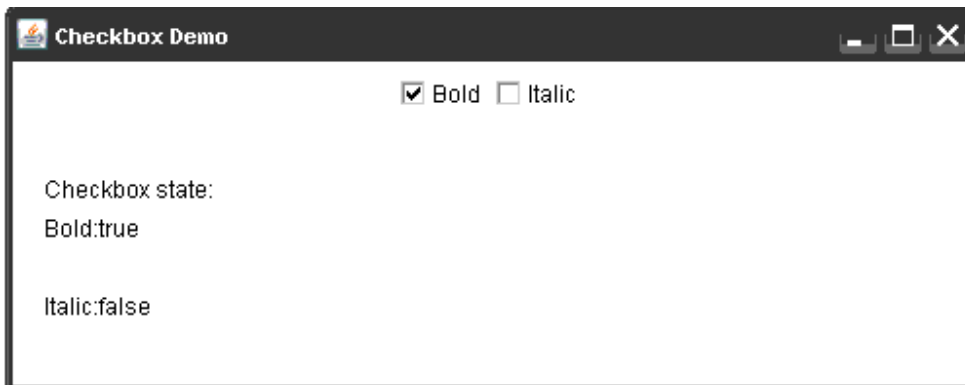 Checkbox Demo
Bold Italic
Checkbox state:
Bold:true
Italic:false